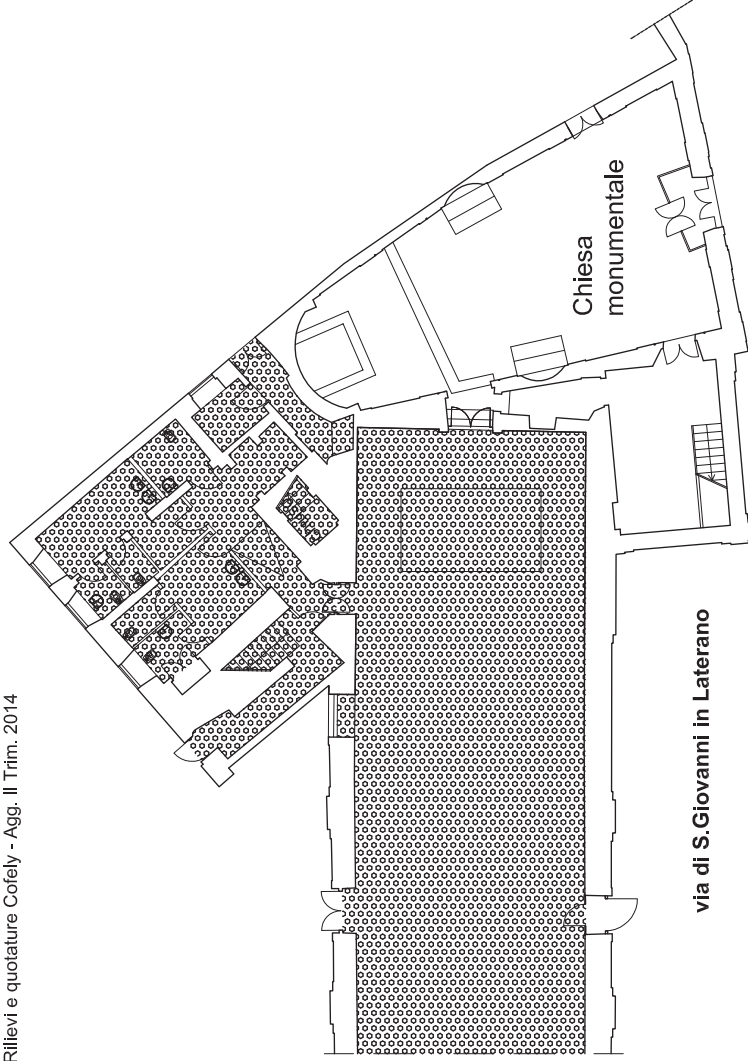 Rilievi e quotature Cofely - Agg. II Trim. 2014
Chiesa
monumentale
via di S.Giovanni in Laterano